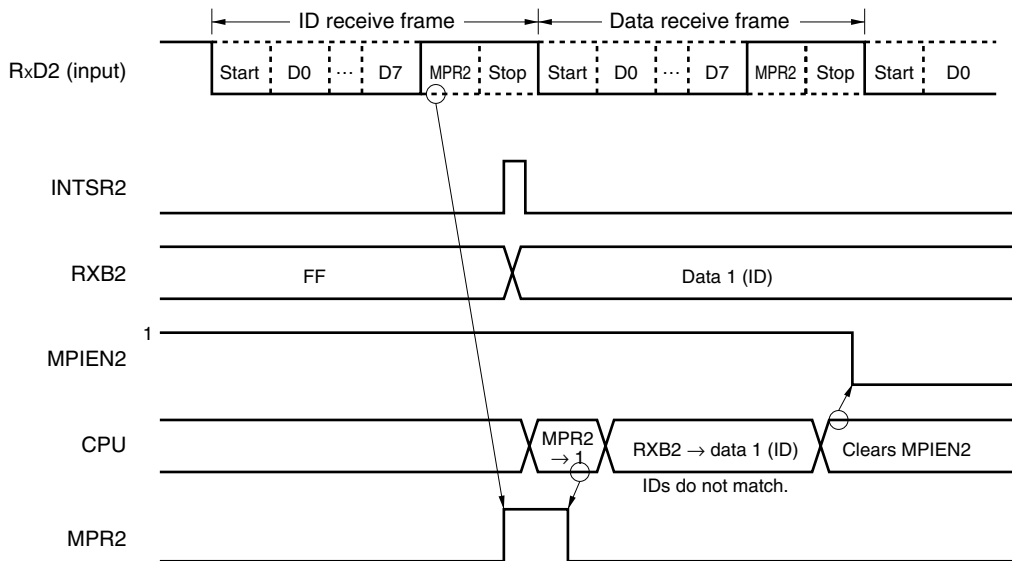 ID receive frame Data receive frame
RxD2 (input) Start D0 ... D7 MPR2 Stop Start D0 ... D7 MPR2 Stop Start D0
INTSR2
RXB2 FF Data 1 (ID)
1
MPIEN2
CPU MPR2 → 1 RXB2 → data 1 (ID) Clears MPIEN2
IDs do not match.
MPR2